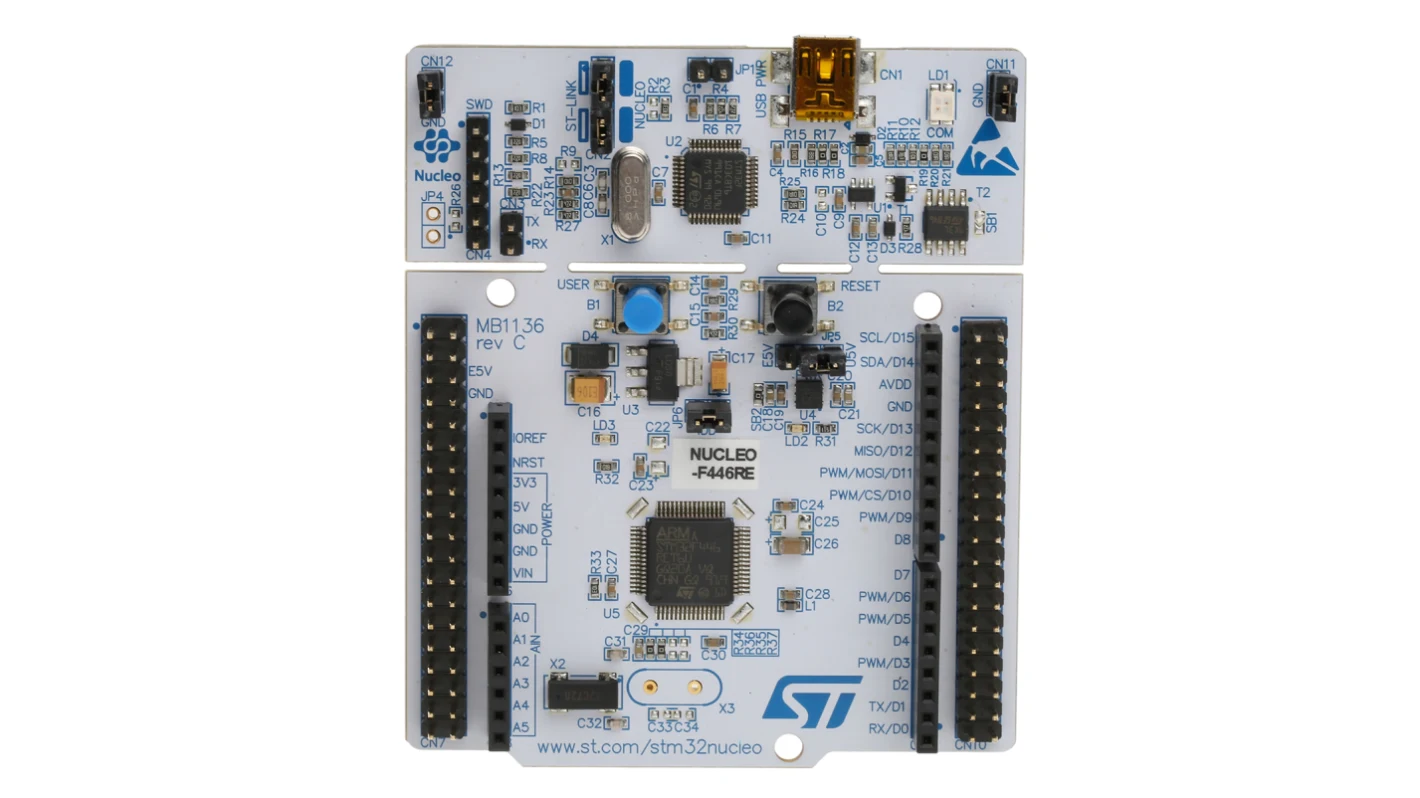 CN12
GND
Nucleo
JP4
R26
SWD
CN4
R1
D1
R5
R8
R13
R22
CN3
TX
RX
ST-LINK
NUCLEO
CN2
R9
R14
R23
C3
C6
C8
R27
X1
R2
R3
C1
R4
JP1
R6 R7
U2
C7
C11
USB PWR
CN1
R15 R17
C4
R16 R18
R25
R24
C10
C9
C2
D2
C5
R11
R10
R12
R19
R20
R21
U1
T1
C12
C13
D3 R28
T2
SB1
LD1
COM
CN11
GND
USER
B1
C14
R29
C15
R30
RESET
B2
MB1136
rev C
D4
C16
U3
C17
E5V
JP5
U5V
JP6
SB2
C18
C19
U4
C21
LD2 R31
E5V
GND
IOREF
NRST
3V3
5V
GND
GND
VIN
POWER
A0
A1
A2
A3
A4
A5
AIN
CN7
LD3
R32
C22
C23
NUCLEO
-F446RE
C24
C25
C26
ARM
R33
C27
U5
C28
L1
C29
C31
C30
R34
R36
R35
R37
X2
C32
X3
C33 C34
ST
www.st.com/stm32nucleo
SCL/D15
SDA/D14
AVDD
GND
SCK/D13
MISO/D12
PWM/MOSI/D11
PWM/CS/D10
PWM/D9
D8
D7
PWM/D6
PWM/D5
D4
PWM/D3
D2
TX/D1
RX/D0
CN10